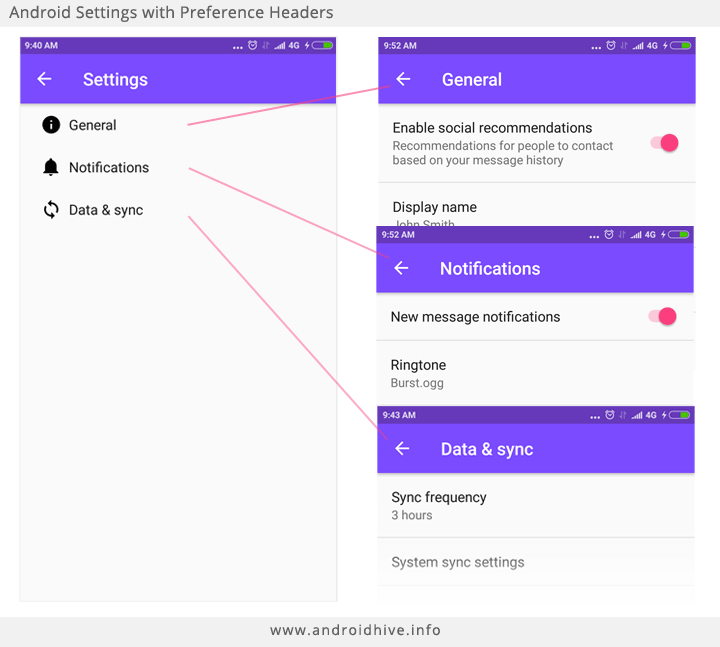 Android Settings with Preference Headers
9:40 AM
4G
Settings
General
Notifications
Data & sync
9:52 AM
4G
General
Enable social recommendations
Recommendations for people to contact
based on your message history
Display name
John Smith
9:52 AM
4G
Notifications
New message notifications
Ringtone
Burst.ogg
9:43 AM
4G
Data & sync
Sync frequency
3 hours
System sync settings
www.androidhive.info